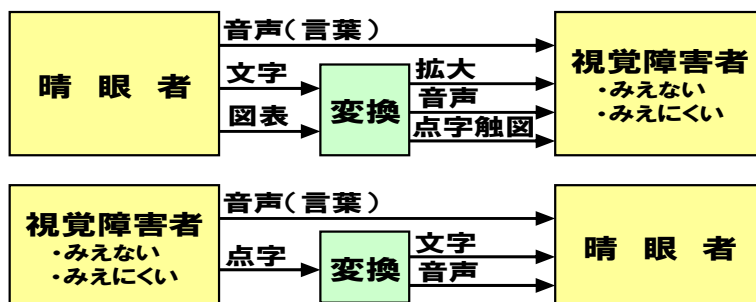 音声(言葉)
晴 眼 者
文字
図表
変換
拡大
音声
点字触図
視覚障害者
・みえない
・みえにくい
視覚障害者
・みえない
・みえにくい
音声(言葉)
点字
変換
文字
音声
晴 眼 者